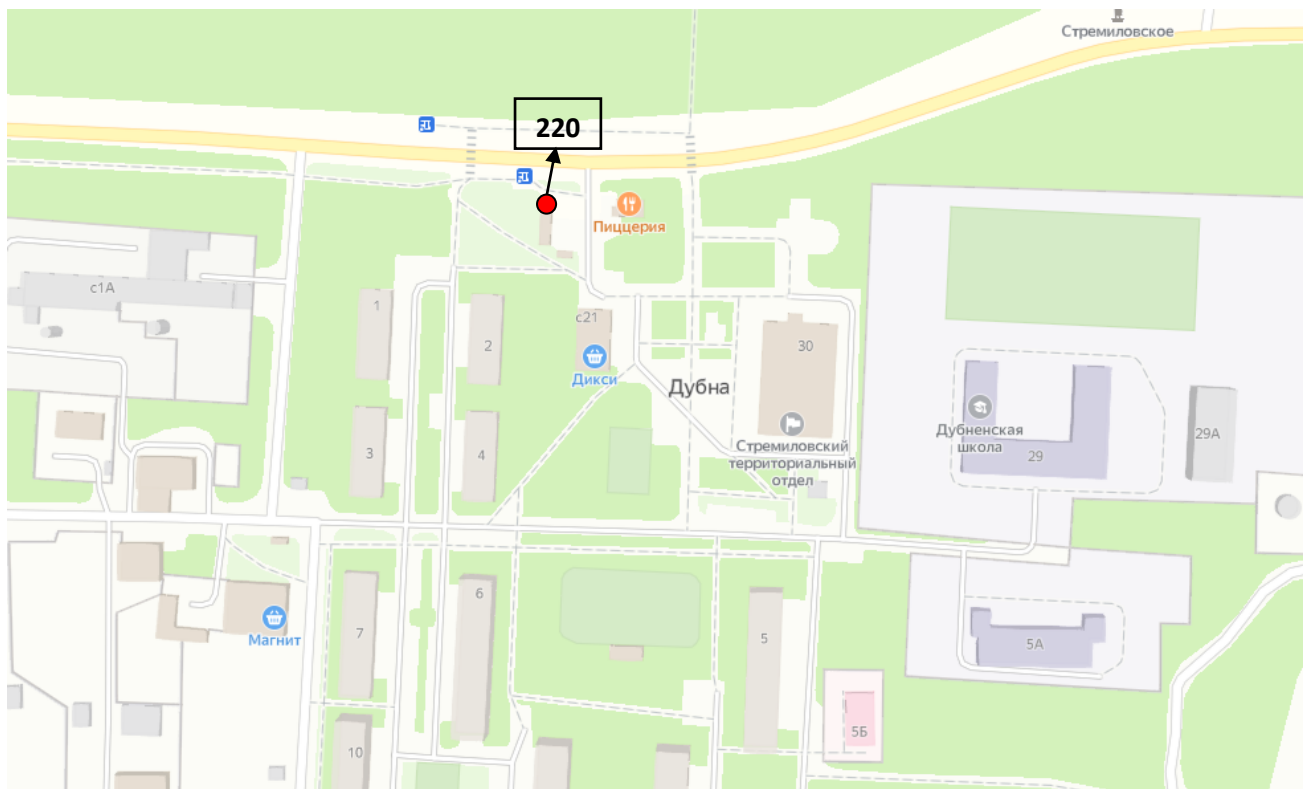 Стремиловское
220
Пиццерия
с1А
1
с21
2
30
Дикси
Дубна
Дубненская
школа
29
29А
3
4
Стремиловский
территориальный
отдел
6
7
Магнит
5
5А
5Б
10